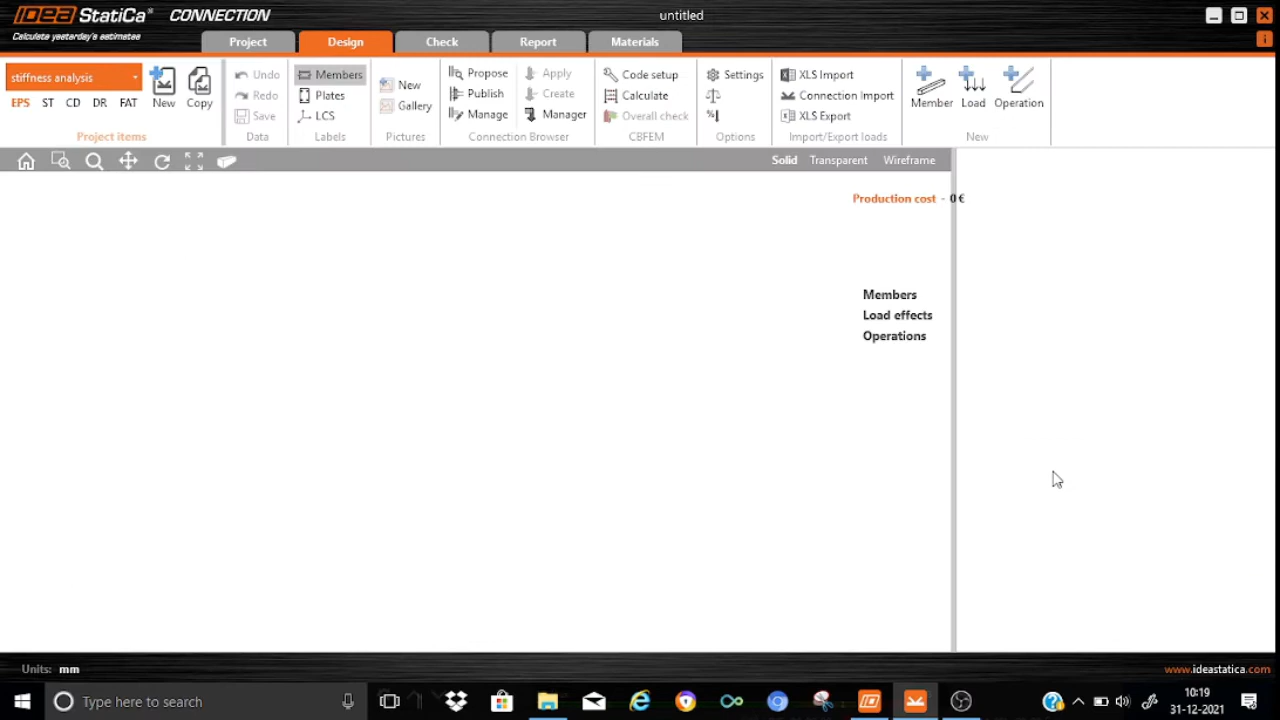 IDEA StatiCa® CONNECTION
Calculate yesterday's estimates
untitled
Project
Design
Check
Report
Materials
stiffness analysis
EPS ST CD DR FAT
New
Copy
Project items
Undo
Redo
Save
Data
Members
Plates
LCS
Labels
New
Gallery
Pictures
Propose
Publish
Manage
Apply
Create
Manager
Connection Browser
Code setup
Calculate
Overall check
CBFEM
Settings
Options
XLS Import
Connection Import
XLS Export
Import/Export loads
Member
Load
Operation
New
Solid Transparent Wireframe
Production cost - 0 €
Members
Load effects
Operations
Units: mm
www.ideastatica.com
Type here to search
10:19
31-12-2021